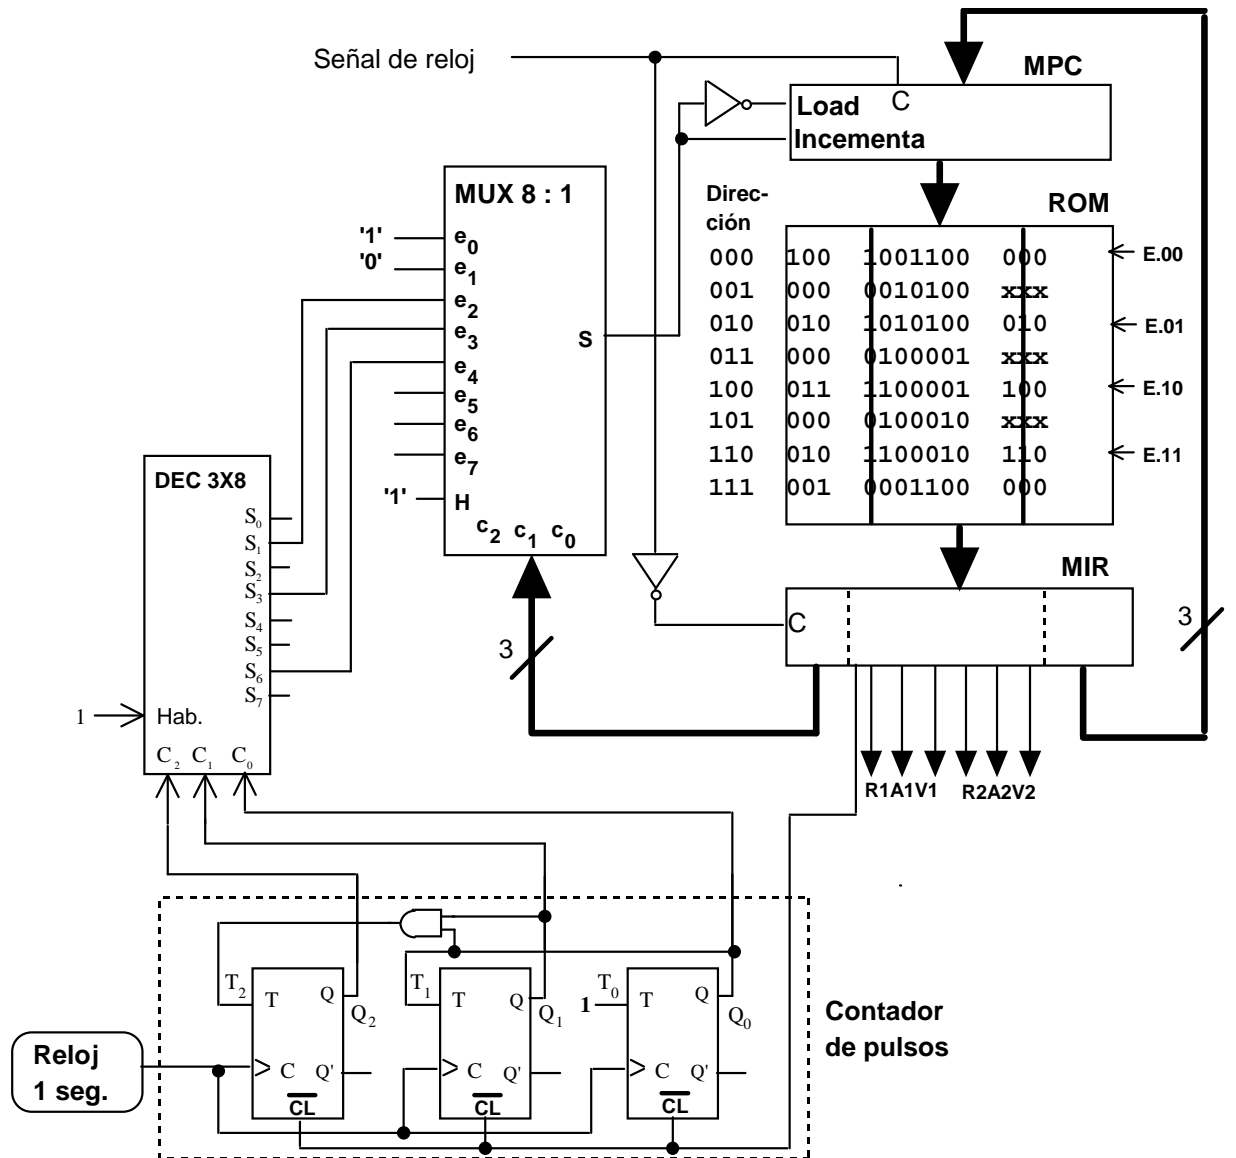 Señal de reloj
MPC
C
Load
Incementa
MUX 8 : 1
'1'
e0
'0'
e1
e2
e3
e4
e5
e6
e7
'1'
H
S
c2 c1 c0
Direc-
ción
ROM
000 100 1001100 000
E.00
001 000 0010100 xxx
010 010 1010100 010
E.01
011 000 0100001 xxx
100 011 1100001 100
E.10
101 000 0100010 xxx
110 010 1100010 110
E.11
111 001 0001100 000
DEC 3X8
S0
S1
S2
S3
S4
S5
S6
S7
1
Hab.
C2 C1 C0
MIR
C
3
3
R1A1V1 R2A2V2
T2
T
Q
Q2
C
Q'
CL
T1
T
Q
Q1
C
Q'
CL
1
T0
T
Q
Q0
C
Q'
CL
Reloj
1 seg.
Contador
de pulsos